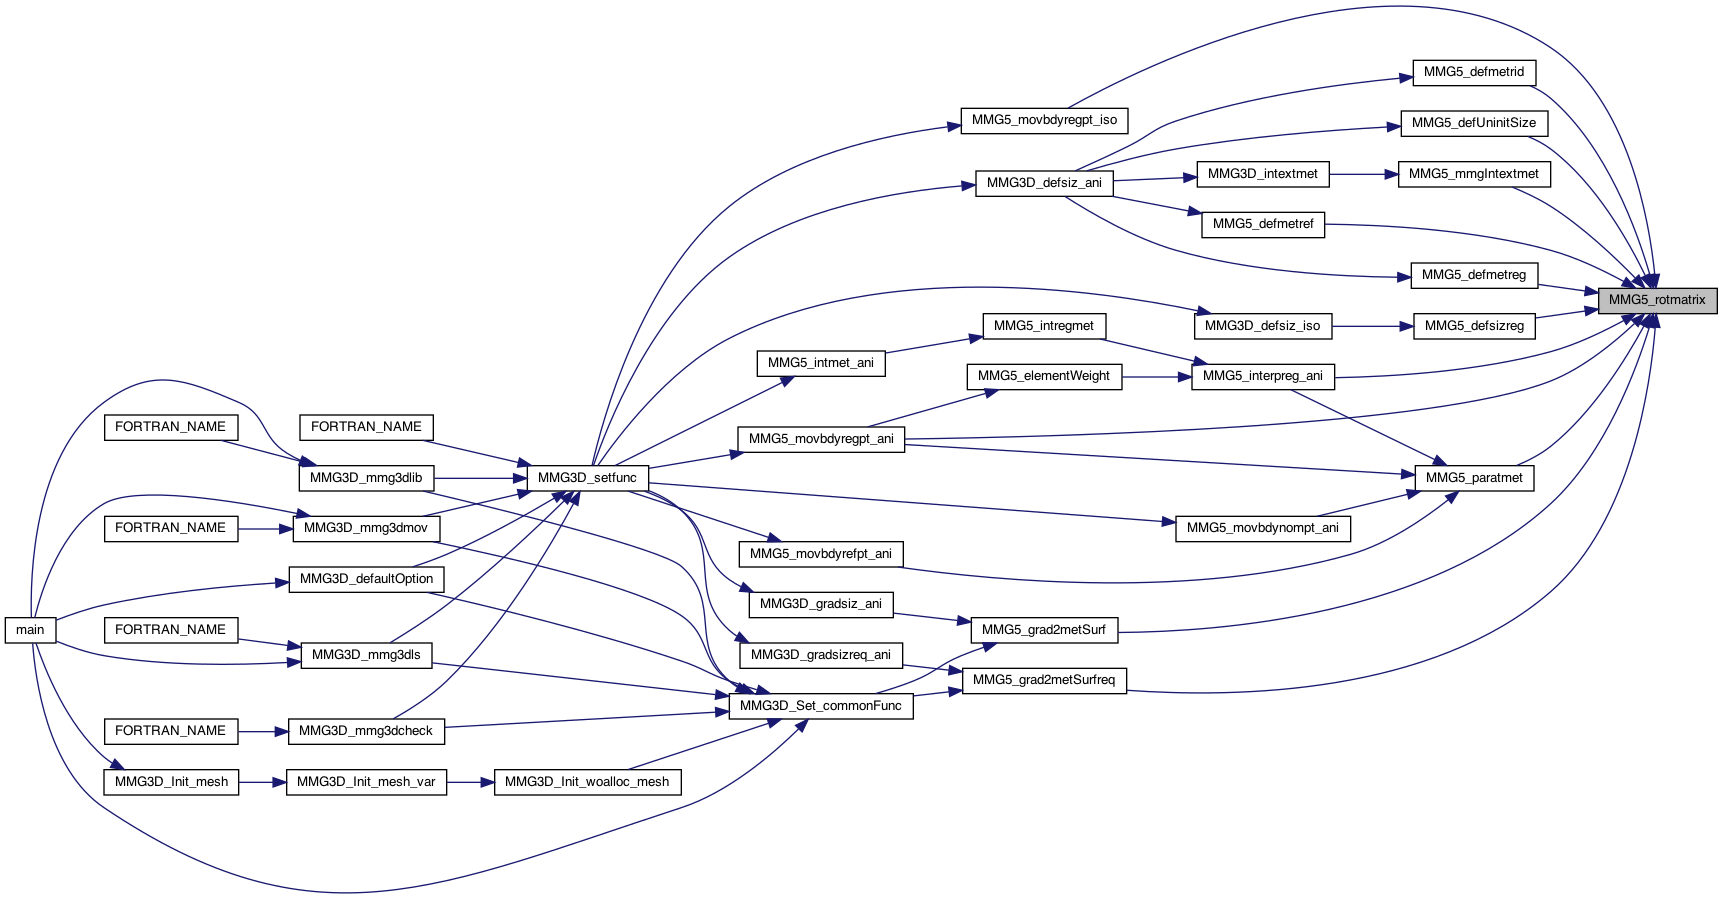 MMG5_defmetrid
MMG5_movbdyregpt_iso
MMG5_defUninitSize
MMG3D_defsiz_ani
MMG3D_intextmet
MMG5_mmgIntextmet
MMG5_defmetref
MMG5_defmetreg
MMG5_rotmatrix
MMG5_intregmet
MMG3D_defsiz_iso
MMG5_defsizreg
MMG5_intmet_ani
MMG5_elementWeight
MMG5_interpreg_ani
FORTRAN_NAME
FORTRAN_NAME
MMG5_movbdyregpt_ani
MMG3D_mmg3dlib
MMG3D_setfunc
MMG5_paratmet
FORTRAN_NAME
MMG3D_mmg3dmov
MMG5_movbdynompt_ani
MMG5_movbdyrefpt_ani
MMG3D_defaultOption
MMG3D_gradsiz_ani
main
FORTRAN_NAME
MMG5_grad2metSurf
MMG3D_mmg3dls
MMG3D_gradsizreq_ani
MMG5_grad2metSurfreq
MMG3D_Set_commonFunc
FORTRAN_NAME
MMG3D_mmg3dcheck
MMG3D_Init_mesh
MMG3D_Init_mesh_var
MMG3D_Init_woalloc_mesh